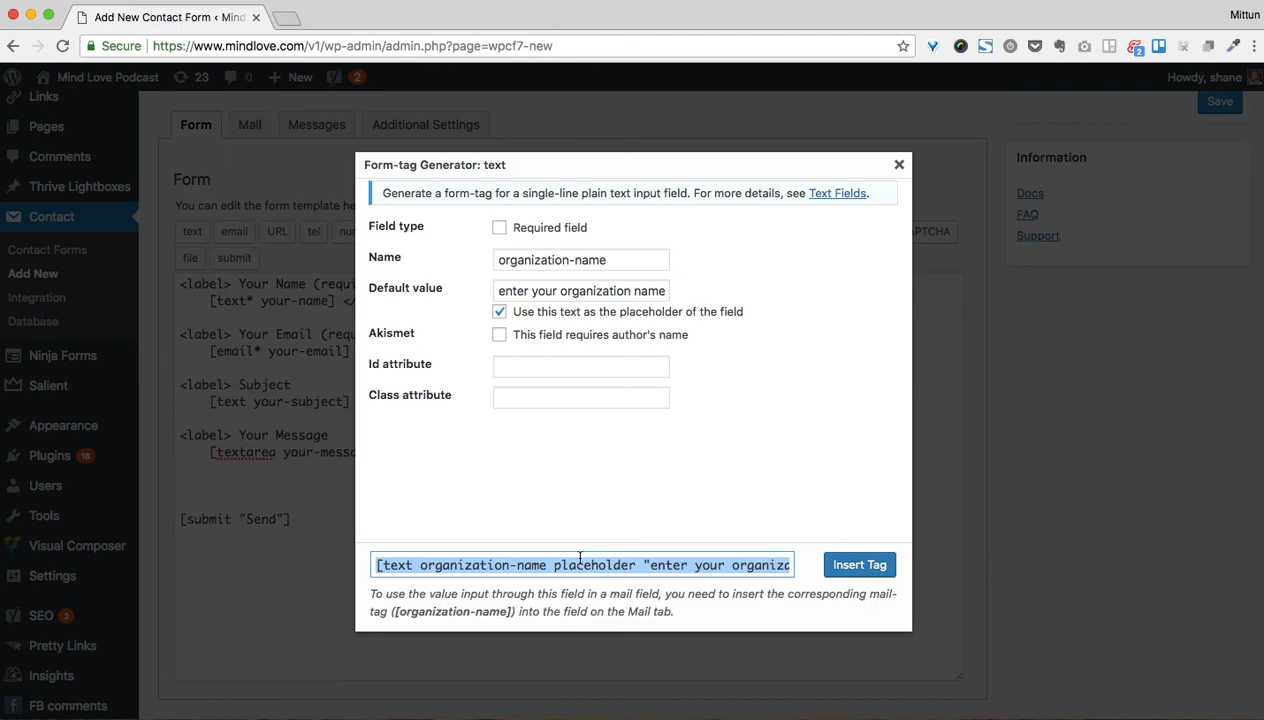 Add New Contact Form ‹ Mind
Mittun
Secure
https://www.mindlove.com/v1/wp-admin/admin.php?page=wpcf7-new
2
Mind Love Podcast
23
0
New
2
Howdy, shane
Links
Pages
Comments
Thrive Lightboxes
Contact
Contact Forms
Add New
Integration
Database
Ninja Forms
Salient
Appearance
Plugins 18
Users
Tools
Visual Composer
Settings
SEO 2
Pretty Links
Insights
FB comments
Form
Mail
Messages
Additional Settings
Save
Form
You can edit the form template he
text
email
URL
tel
file
submit
<label> Your Name (requi
[text* your-name] </
<label> Your Email (requ
[email* your-email]
<label> Subject
[text your-subject]
<label> Your Message
[textarea your-messa
[submit "Send"]
Information
Docs
FAQ
Support
Form-tag Generator: text
Generate a form-tag for a single-line plain text input field. For more details, see Text Fields.
Field type
Required field
Name
organization-name
Default value
enter your organization name
Use this text as the placeholder of the field
Akismet
This field requires author's name
Id attribute
Class attribute
[text organization-name placeholder "enter your organiza
Insert Tag
To use the value input through this field in a mail field, you need to insert the corresponding mail-
tag ([organization-name]) into the field on the Mail tab.